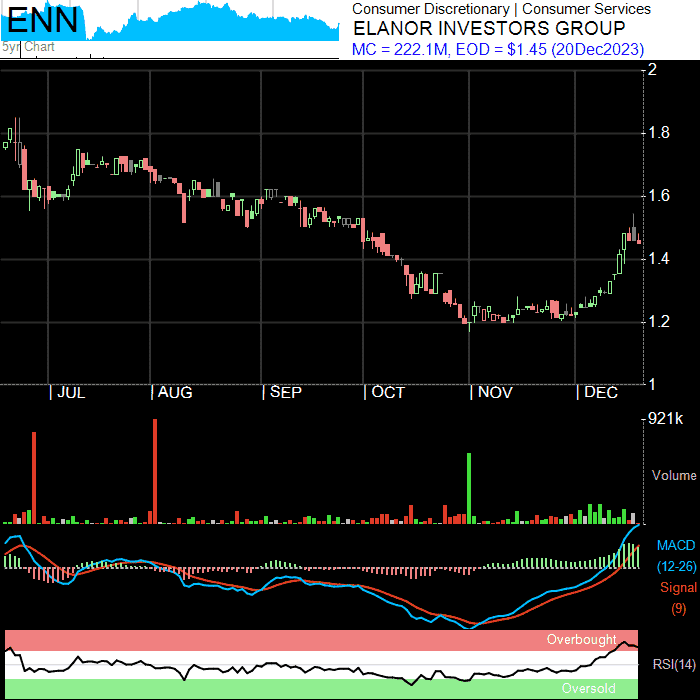 ENN
5yr Chart
Consumer Discretionary | Consumer Services
ELANOR INVESTORS GROUP
MC = 222.1M, EOD = $1.45 (20Dec2023)
2
1.8
1.6
1.4
1.2
1
| JUL | AUG | SEP | OCT | NOV | DEC
921k
Volume
MACD
(12-26)
Signal
(9)
Overbought
RSI(14)
Oversold